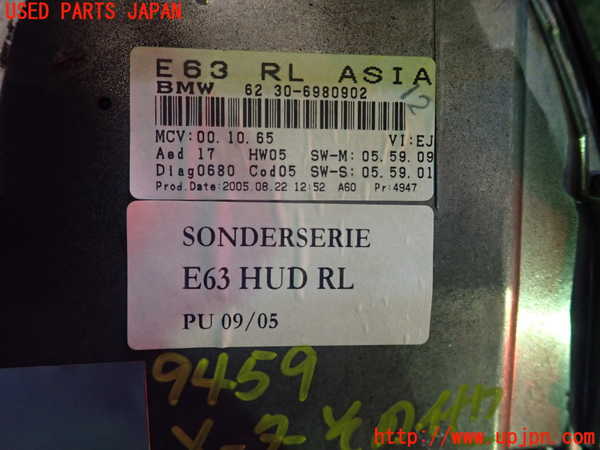 USED PARTS JAPAN
E63 RL ASIA
BMW 62 30-6980902
12
MCV:00.10.65 VI:EJ
Aed 17 HW05 SW-M:05.59.09
Diag0680 Cod05 SW-S:05.59.01
Prod.Date:2005.08.22 12:52 A60 Pr:4947
SONDERSERIE
E63 HUD RL
PU 09/05
9459
http://www.upjpn.com